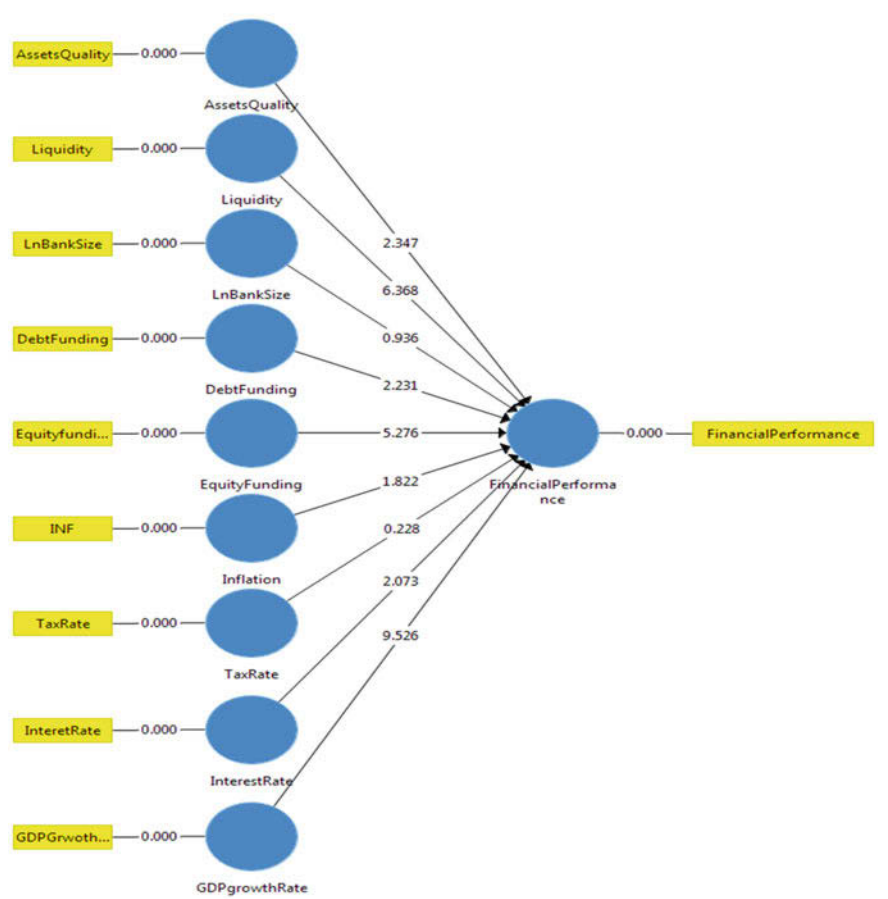 AssetsQuality 0.000
AssetsQuality
Liquidity 0.000
Liquidity
2.347
LnBankSize 0.000
LnBankSize
6.368
DebtFunding 0.000
0.936
DebtFunding
2.231
Equityfundi... 0.000
5.276
0.000 FinancialPerformance
EquityFunding
1.822
FinancialPerforma
nce
INF 0.000
0.228
Inflation
2.073
TaxRate 0.000
9.526
TaxRate
InteretRate 0.000
InterestRate
GDPGrwoth... 0.000
GDPgrowthRate